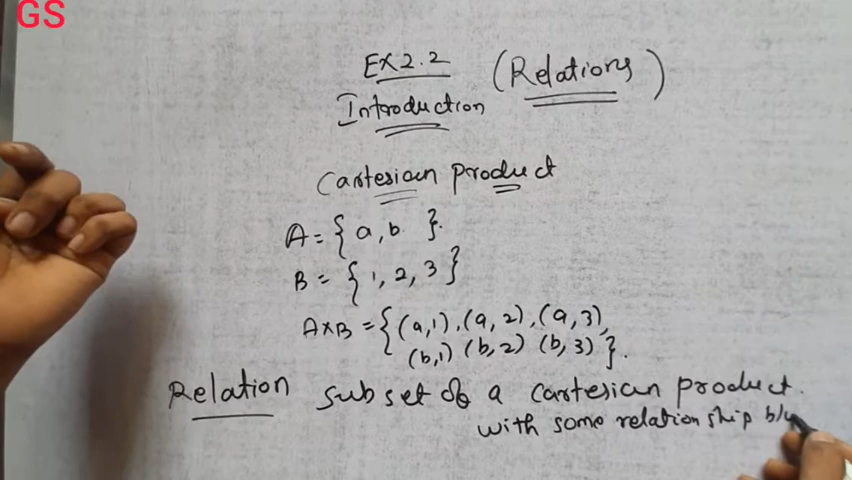 GS
Ex 2.2 (Relations)
Introduction
Cartesian product
A = { a, b }.
B = { 1, 2, 3 }
A×B = {(a,1), (a, 2), (a, 3),
(b,1) (b, 2) (b, 3) }.
Relation subset of a cartesian product.
with some relationship b/w